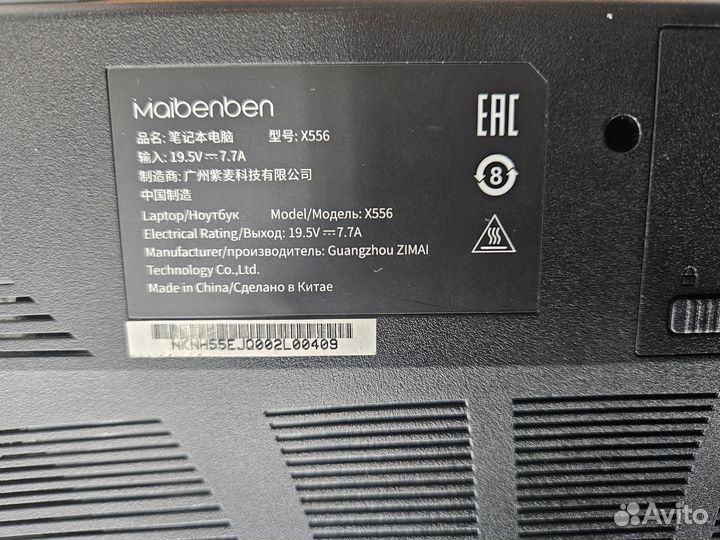 Maibenben
品名: 笔记本电脑 型号: X556
输入: 19.5V⎓7.7A
制造商: 广州紫麦科技有限公司
中国制造
Laptop/Ноутбук Model/Модель: X556
Electrical Rating/Выход: 19.5V⎓7.7A
Manufacturer/производитель: Guangzhou ZIMAI
Technology Co.,Ltd.
Made in China/Сделано в Китае
EAC
8
NKNH55EJQ002L00409
Avito